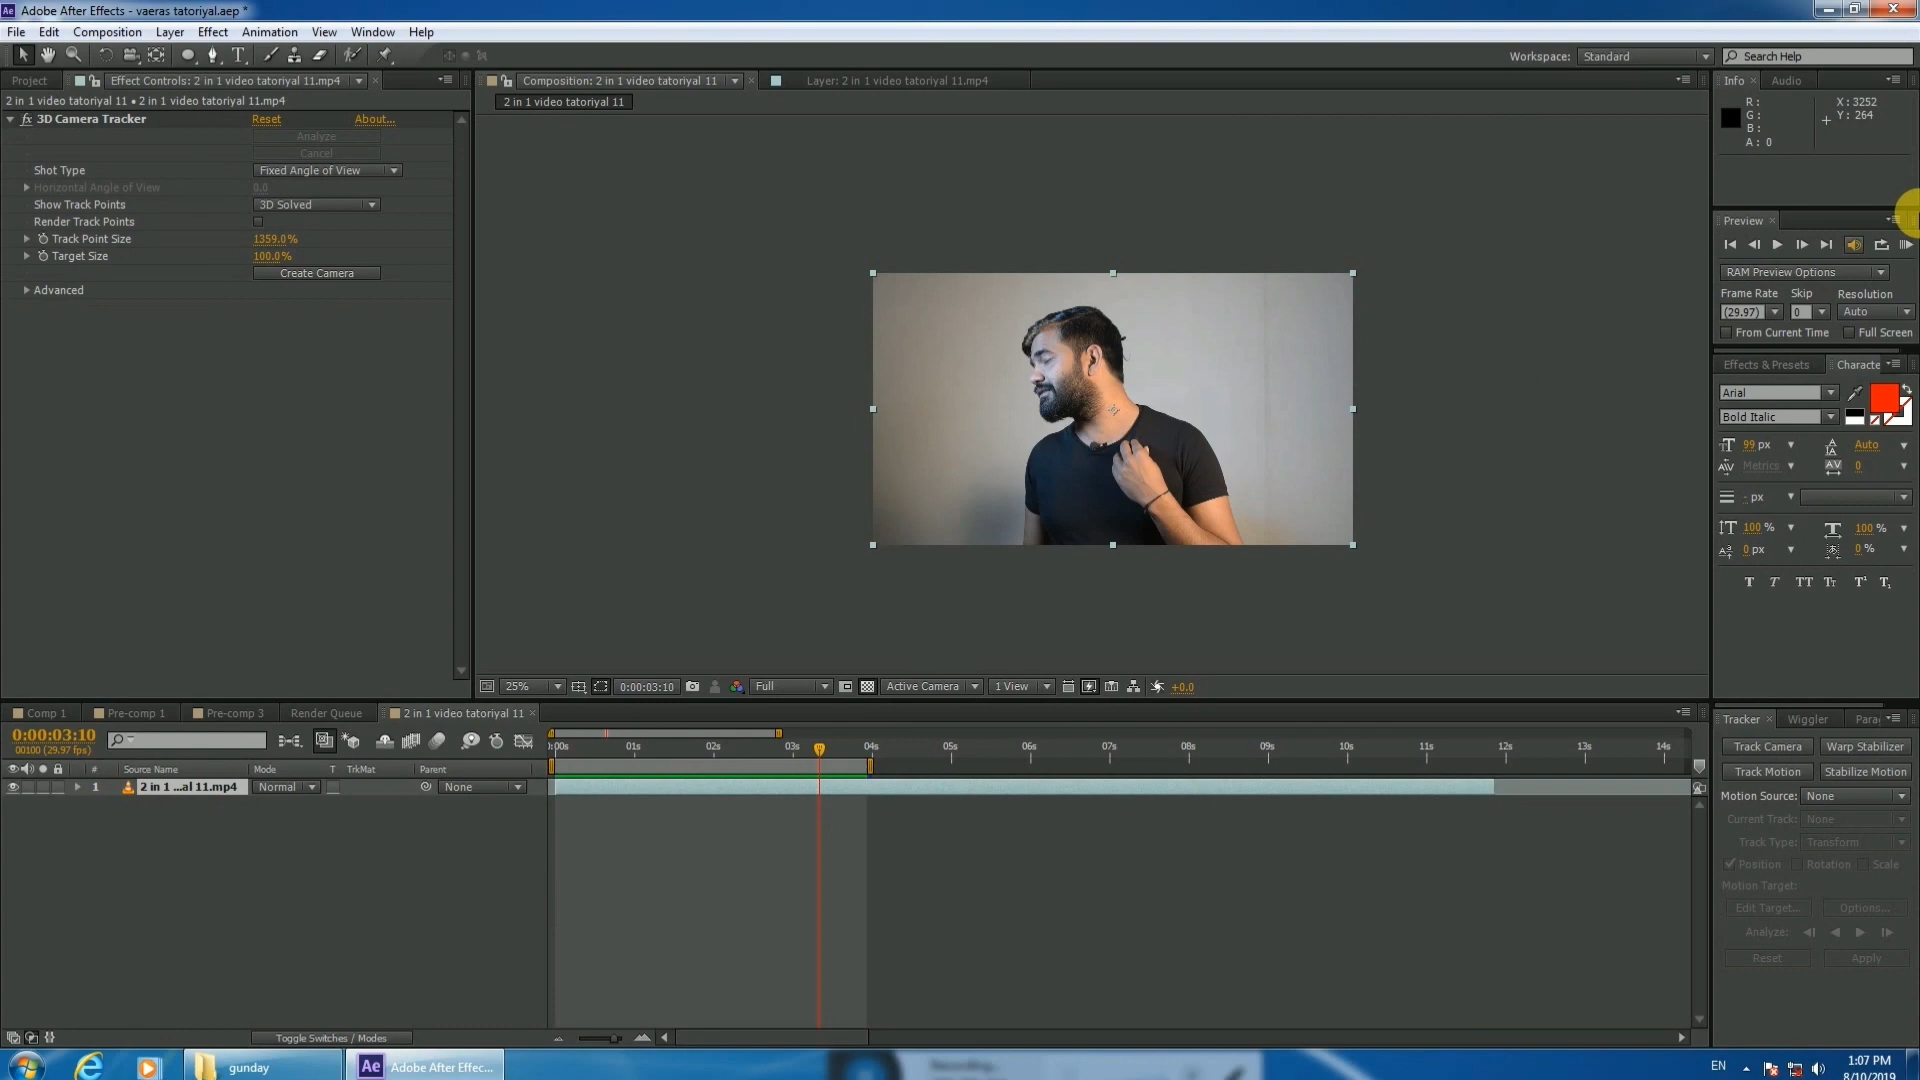 Adobe After Effects - vaeras tatoriyal.aep *
File Edit Composition Layer Effect Animation View Window Help
Workspace: Standard Search Help
Project Effect Controls: 2 in 1 video tatoriyal 11.mp4
Composition: 2 in 1 video tatoriyal 11 Layer: 2 in 1 video tatoriyal 11.mp4
Info Audio
2 in 1 video tatoriyal 11 • 2 in 1 video tatoriyal 11.mp4
2 in 1 video tatoriyal 11
fx 3D Camera Tracker Reset About...
Analyze
Cancel
Shot Type Fixed Angle of View
Horizontal Angle of View 0.0
Show Track Points 3D Solved
Render Track Points
Track Point Size 1359.0%
Target Size 100.0%
Create Camera
Advanced
R: X: 3252
G: Y: 264
B:
A: 0
Preview
RAM Preview Options
Frame Rate Skip Resolution
(29.97) 0 Auto
From Current Time Full Screen
Effects & Presets Characte
Arial
Bold Italic
99 px Auto
Metrics 0
- px
100 % 100 %
0 px 0 %
T T TT Tt T¹ T₁
25% 0:00:03:10 Full Active Camera 1 View +0.0
Comp 1 Pre-comp 1 Pre-comp 3 Render Queue 2 in 1 video tatoriyal 11
0:00:03:10
00100 (29.97 fps)
:00s 01s 02s 03s 04s 05s 06s 07s 08s 09s 10s 11s 12s 13s 14s
# Source Name Mode T TrkMat Parent
1 2 in 1 ...al 11.mp4 Normal None
Toggle Switches / Modes
Tracker Wiggler Para
Track Camera Warp Stabilizer
Track Motion Stabilize Motion
Motion Source: None
Current Track: None
Track Type: Transform
Position Rotation Scale
Motion Target:
Edit Target... Options...
Analyze:
Reset Apply
gunday
Ae Adobe After Effec...
Recording...
EN
1:07 PM
8/10/2019